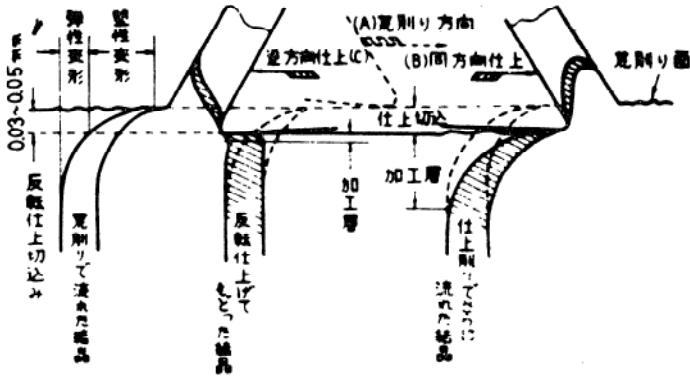 弾性変形
塑性変形
0.03~0.05 mm
反転仕上切込み
荒削りで流れた結晶
(A)荒削り方向
逆方向仕上(C)
(B)同方向仕上
荒削り面
仕上切込
加工層
加工層
反転仕上げで
もどった結晶
仕上削りでさらに
流れた結晶